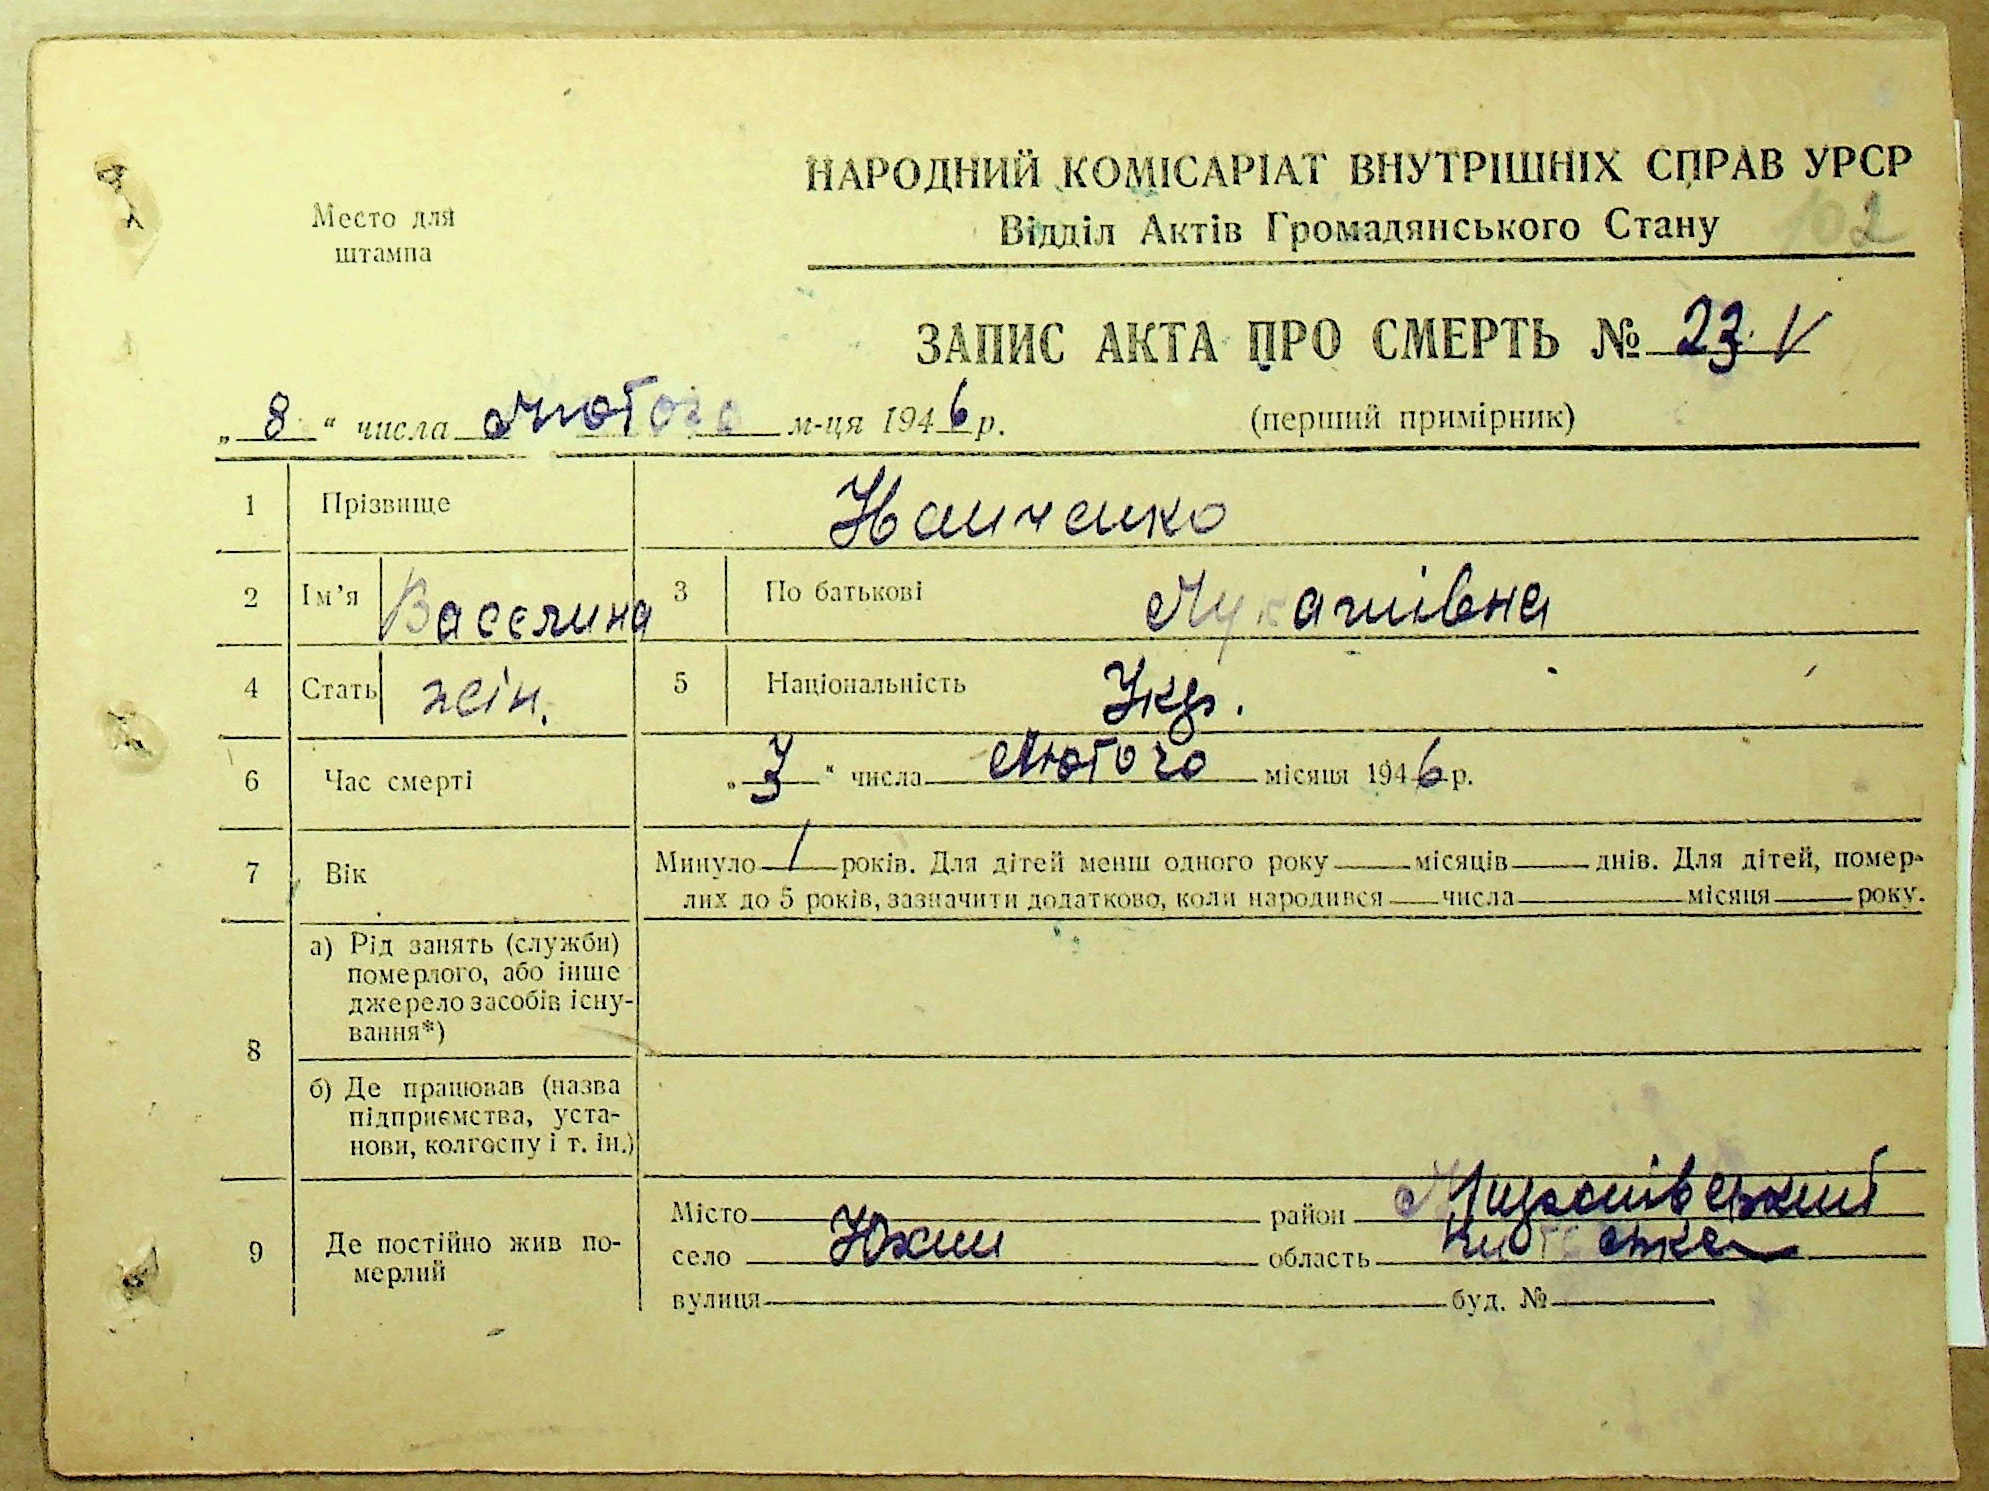 НАРОДНИЙ КОМІСАРІАТ ВНУТРІШНІХ СПРАВ УРСР
Место для штампа
Відділ Актів Громадянського Стану 102
ЗАПИС АКТА ПРО СМЕРТЬ № 23. V
„8“ числа Лютого м-ця 1946 р. (перший примірник)
1 Прізвище
2 Ім’я Васелина 3 По батькові
4 Стать жін. 5 Національність Укр.
6 Час смерті „7“ числа Лютого місяця 1946 р.
7 Вік Минуло 1 років. Для дітей менш одного року місяців днів. Для дітей, помер-
лих до 5 років, зазначити додатково, коли народився числа місяця року.
8 а) Рід занять (служби)
померлого, або інше
джерело засобів існу-
вання*)
б) Де працював (назва
підприємства, уста-
нови, колгоспу і т. ін.)
9 Де постійно жив по-
мерлий
Місто район
село область
вулиця буд. №